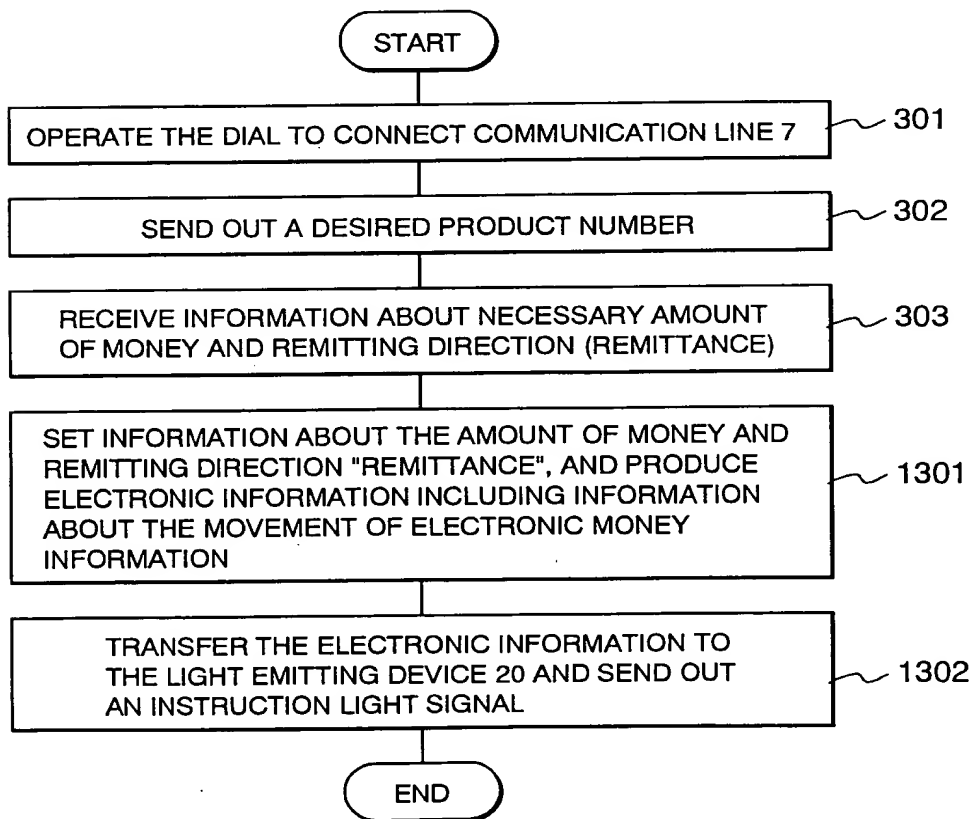 START
OPERATE THE DIAL TO CONNECT COMMUNICATION LINE 7
301
SEND OUT A DESIRED PRODUCT NUMBER
302
RECEIVE INFORMATION ABOUT NECESSARY AMOUNT
OF MONEY AND REMITTING DIRECTION (REMITTANCE)
303
SET INFORMATION ABOUT THE AMOUNT OF MONEY AND
REMITTING DIRECTION "REMITTANCE", AND PRODUCE
ELECTRONIC INFORMATION INCLUDING INFORMATION
ABOUT THE MOVEMENT OF ELECTRONIC MONEY
INFORMATION
1301
TRANSFER THE ELECTRONIC INFORMATION TO
THE LIGHT EMITTING DEVICE 20 AND SEND OUT
AN INSTRUCTION LIGHT SIGNAL
1302
END